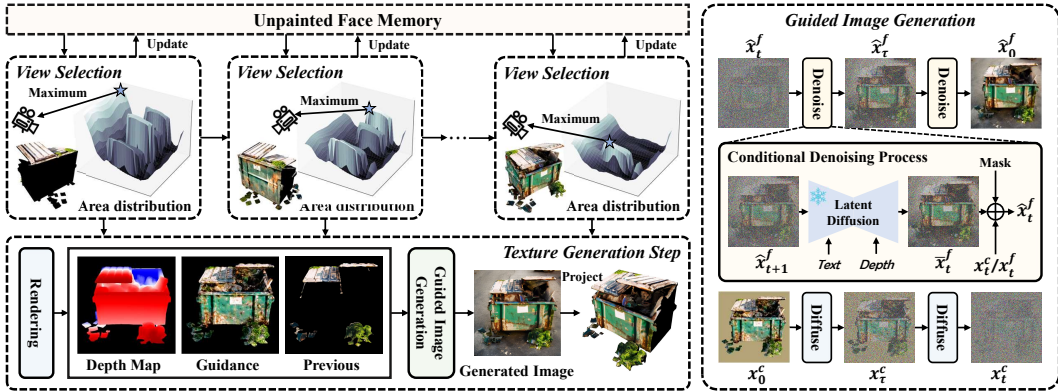 Unpainted Face Memory
Update
Update
Update
View Selection
Maximum
Area distribution
View Selection
Maximum
Area distribution
......
View Selection
Maximum
Area distribution
Rendering
Depth Map
Guidance
Previous
Guided Image
Generation
Texture Generation Step
Project
Generated Image
Guided Image Generation
x̂_t^f
x̂_τ^f
x̂_0^f
Denoise
Denoise
Conditional Denoising Process
Mask
Latent
Diffusion
x̂_{t+1}^f
Text
Depth
x̄_t^f
x_t^c/x_t^f
x̂_t^f
Diffuse
Diffuse
x_0^c
x_τ^c
x_t^c